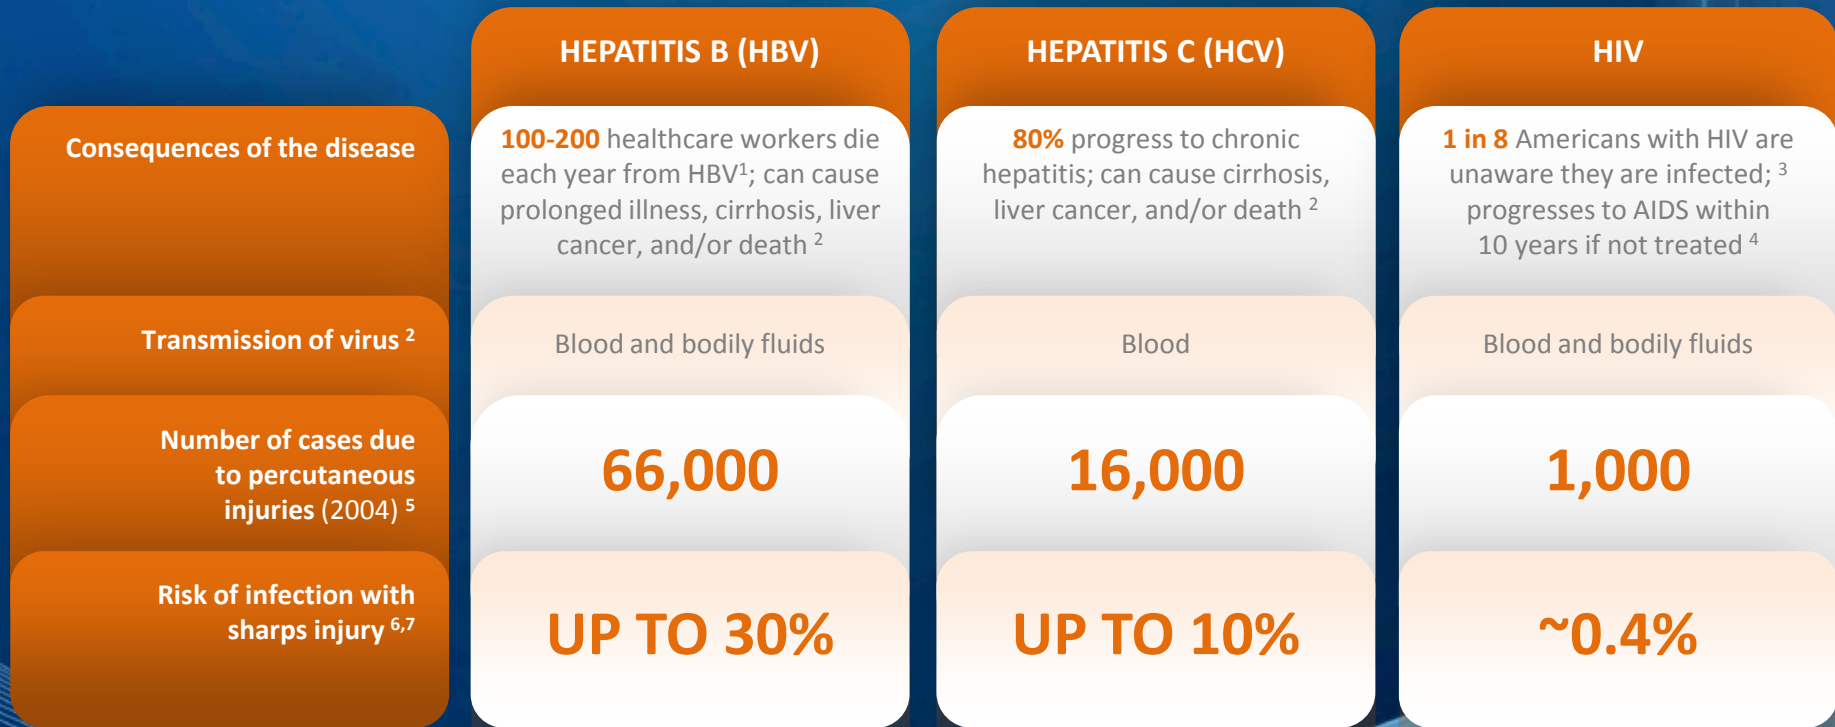 HEPATITIS B (HBV)
HEPATITIS C (HCV)
HIV
Consequences of the disease
100-200 healthcare workers die
each year from HBV¹; can cause
prolonged illness, cirrhosis, liver
cancer, and/or death ²
80% progress to chronic
hepatitis; can cause cirrhosis,
liver cancer, and/or death ²
1 in 8 Americans with HIV are
unaware they are infected; ³
progresses to AIDS within
10 years if not treated ⁴
Transmission of virus ²
Blood and bodily fluids
Blood
Blood and bodily fluids
Number of cases due
to percutaneous
injuries (2004) ⁵
66,000
16,000
1,000
Risk of infection with
sharps injury ⁶,⁷
UP TO 30%
UP TO 10%
~0.4%